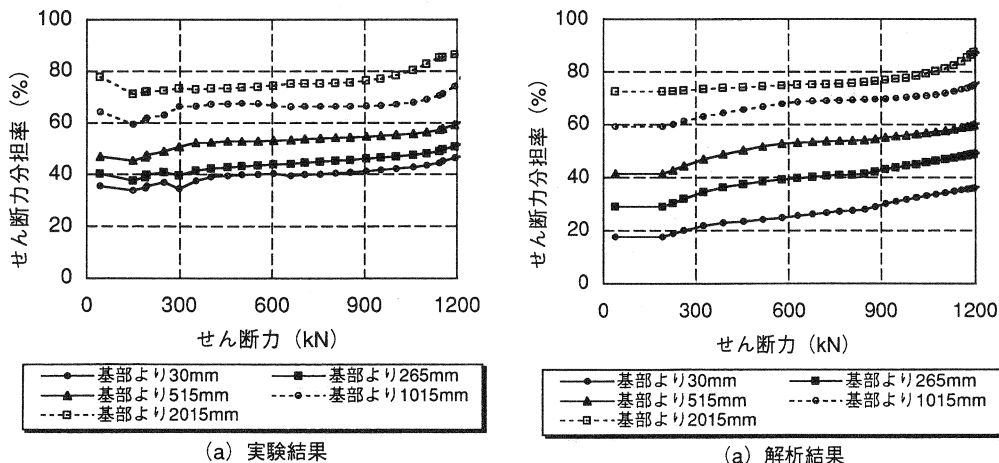 せん断力分担率 (%)
100
80
60
40
20
0
0 300 600 900 1200
せん断力 (kN)
基部より30mm 基部より265mm
基部より515mm 基部より1015mm
基部より2015mm
(a) 実験結果
せん断力分担率 (%)
100
80
60
40
20
0
0 300 600 900 1200
せん断力 (kN)
基部より30mm 基部より265mm
基部より515mm 基部より1015mm
基部より2015mm
(a) 解析結果